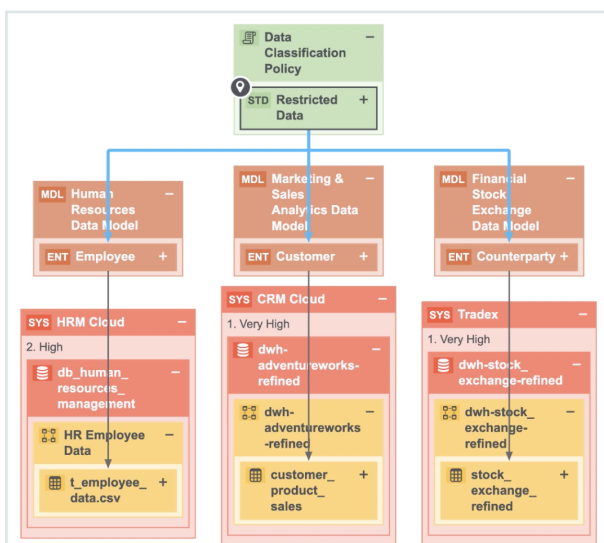 Data
Classification
Policy
−
STD Restricted
Data
+
MDL Human
Resources
Data Model
−
ENT Employee +
MDL Marketing &
Sales
Analytics Data
Model
−
ENT Customer +
MDL Financial
Stock
Exchange
Data Model
−
ENT Counterparty +
SYS HRM Cloud −
2. High
db_human_
resources_
management
−
HR Employee
Data
−
t_employee_
data.csv
+
SYS CRM Cloud −
1. Very High
dwh-
adventureworks-
refined
−
dwh-
adventureworks
-refined
−
customer_
product_
sales
+
SYS Tradex −
1. Very High
dwh-stock_
exchange-refined
−
dwh-stock_
exchange-
refined
−
stock_
exchange_
refined
+